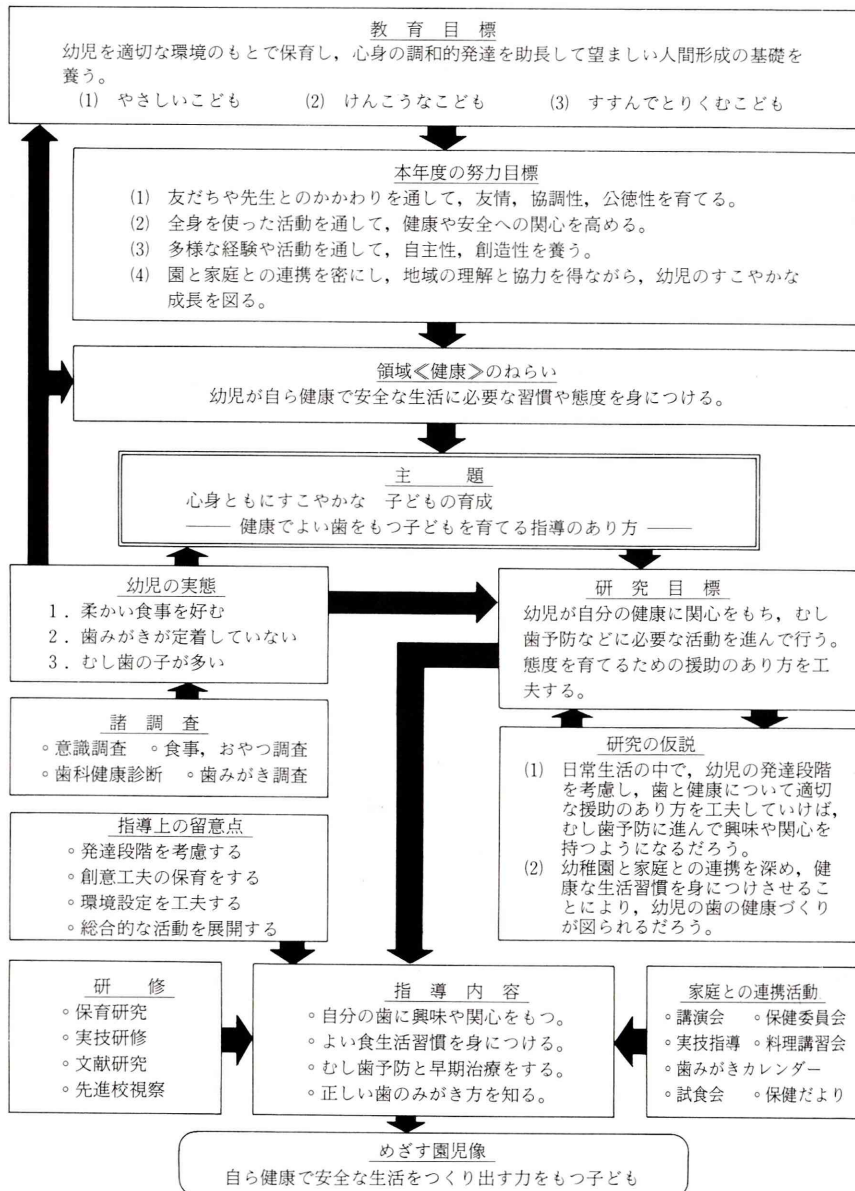 教育目標
幼児を適切な環境のもとで保育し，心身の調和的発達を助長して望ましい人間形成の基礎を
養う。
(1) やさしいこども (2) けんこうなこども (3) すすんでとりくむこども
本年度の努力目標
(1) 友だちや先生とのかかわりを通して，友情，協調性，公徳性を育てる。
(2) 全身を使った活動を通して，健康や安全への関心を高める。
(3) 多様な経験や活動を通して，自主性，創造性を養う。
(4) 園と家庭との連携を密にし，地域の理解と協力を得ながら，幼児のすこやかな
成長を図る。
領域≪健康≫のねらい
幼児が自ら健康で安全な生活に必要な習慣や態度を身につける。
主題
心身ともにすこやかな 子どもの育成
—— 健康でよい歯をもつ子どもを育てる指導のあり方 ——
幼児の実態
1．柔かい食事を好む
2．歯みがきが定着していない
3．むし歯の子が多い
研究目標
幼児が自分の健康に関心をもち，むし
歯予防などに必要な活動を進んで行う。
態度を育てるための援助のあり方を工
夫する。
諸調査
◦意識調査 ◦食事，おやつ調査
◦歯科健康診断 ◦歯みがき調査
研究の仮説
(1) 日常生活の中で，幼児の発達段階
を考慮し，歯と健康について適切
な援助のあり方を工夫していけば，
むし歯予防に進んで興味や関心を
持つようになるだろう。
(2) 幼稚園と家庭との連携を深め，健
康な生活習慣を身につけさせるこ
とにより，幼児の歯の健康づくり
が図られるだろう。
指導上の留意点
◦発達段階を考慮する
◦創意工夫の保育をする
◦環境設定を工夫する
◦総合的な活動を展開する
研修
◦保育研究
◦実技研修
◦文献研究
◦先進校視察
指導内容
◦自分の歯に興味や関心をもつ。
◦よい食生活習慣を身につける。
◦むし歯予防と早期治療をする。
◦正しい歯のみがき方を知る。
家庭との連携活動
◦講演会 ◦保健委員会
◦実技指導 ◦料理講習会
◦歯みがきカレンダー
◦試食会 ◦保健だより
めざす園児像
自ら健康で安全な生活をつくり出す力をもつ子ども